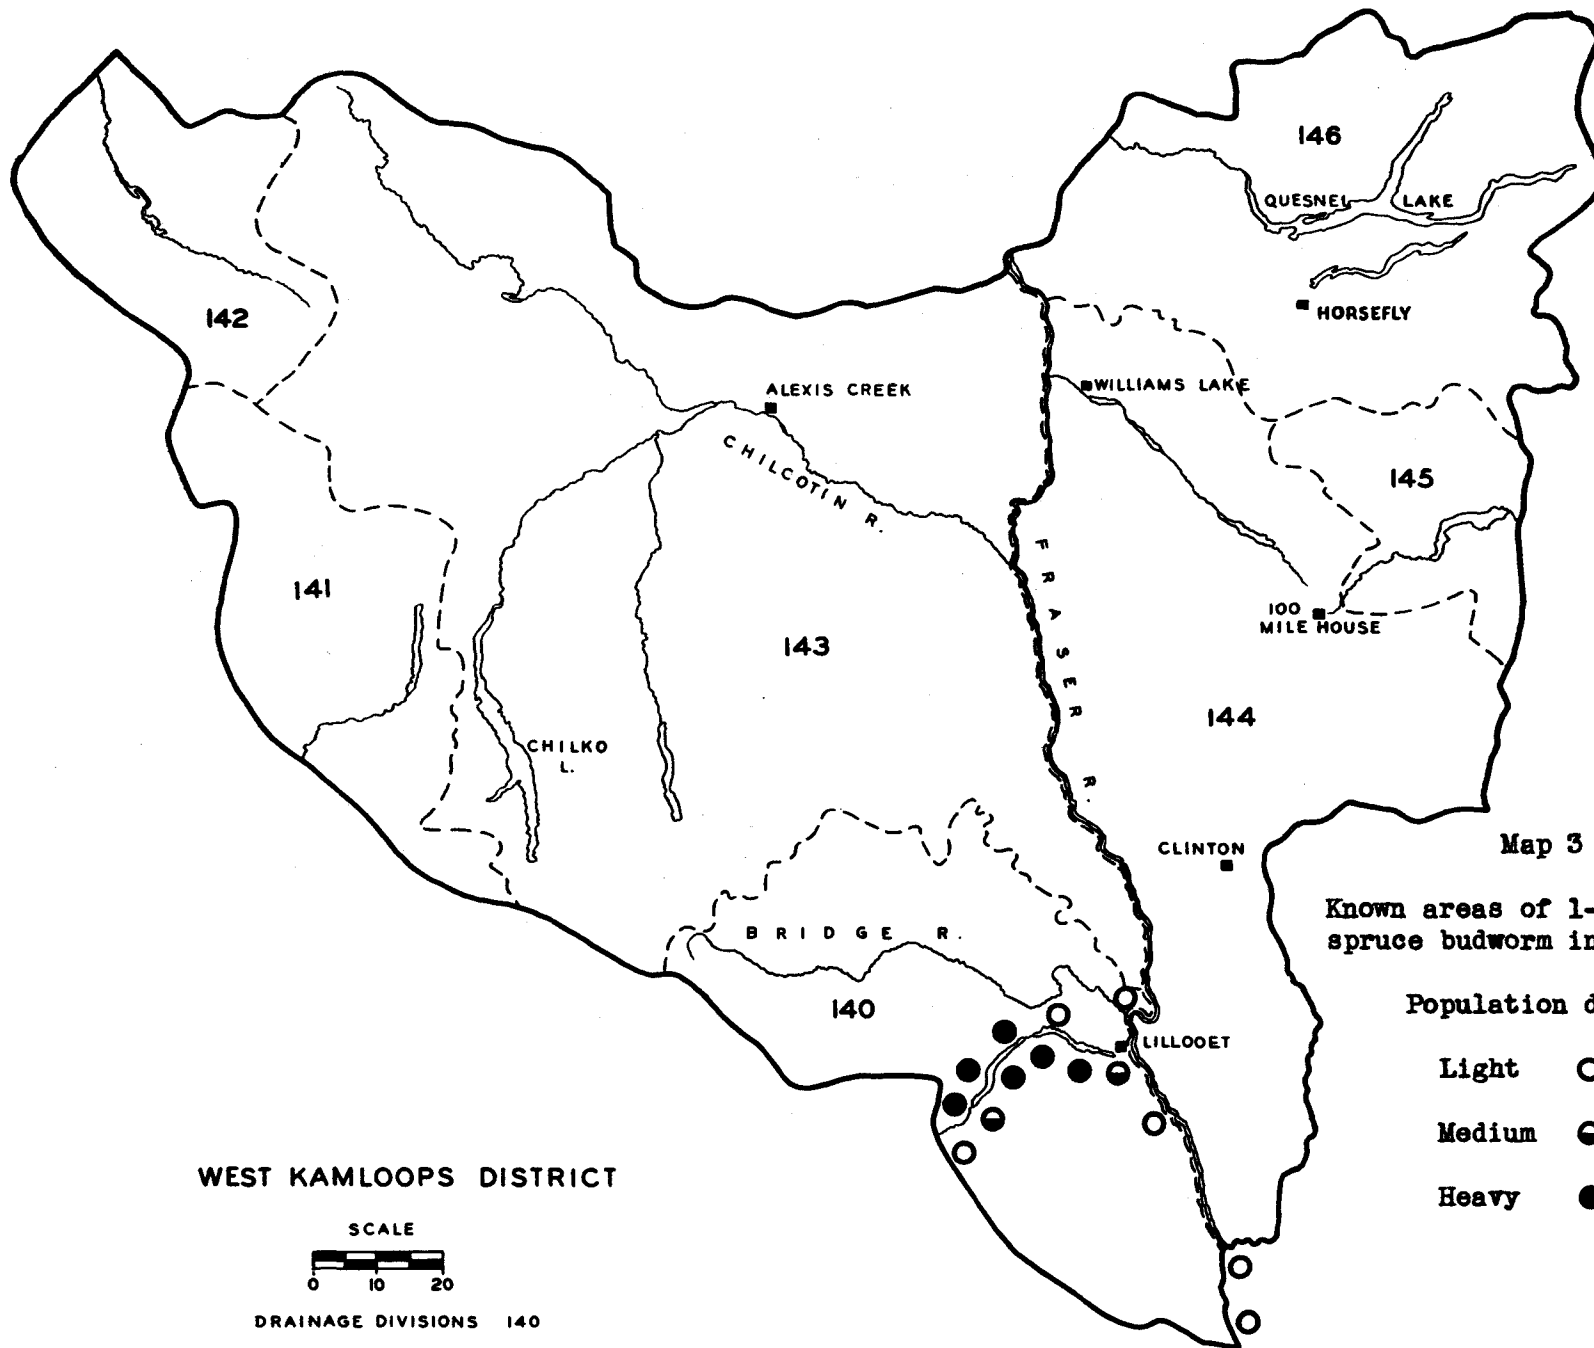 146
QUESNEL LAKE
HORSEFLY
142
WILLIAMS LAKE
ALEXIS CREEK
CHILCOTIN R.
145
FRASER R.
141
100
MILE HOUSE
143
144
CHILKO
L.
CLINTON
Map 3
Known areas of 1-
spruce budworm in
BRIDGE R.
Population d
140
LILLOOET
Light
Medium
Heavy
WEST KAMLOOPS DISTRICT
SCALE
0 10 20
DRAINAGE DIVISIONS 140